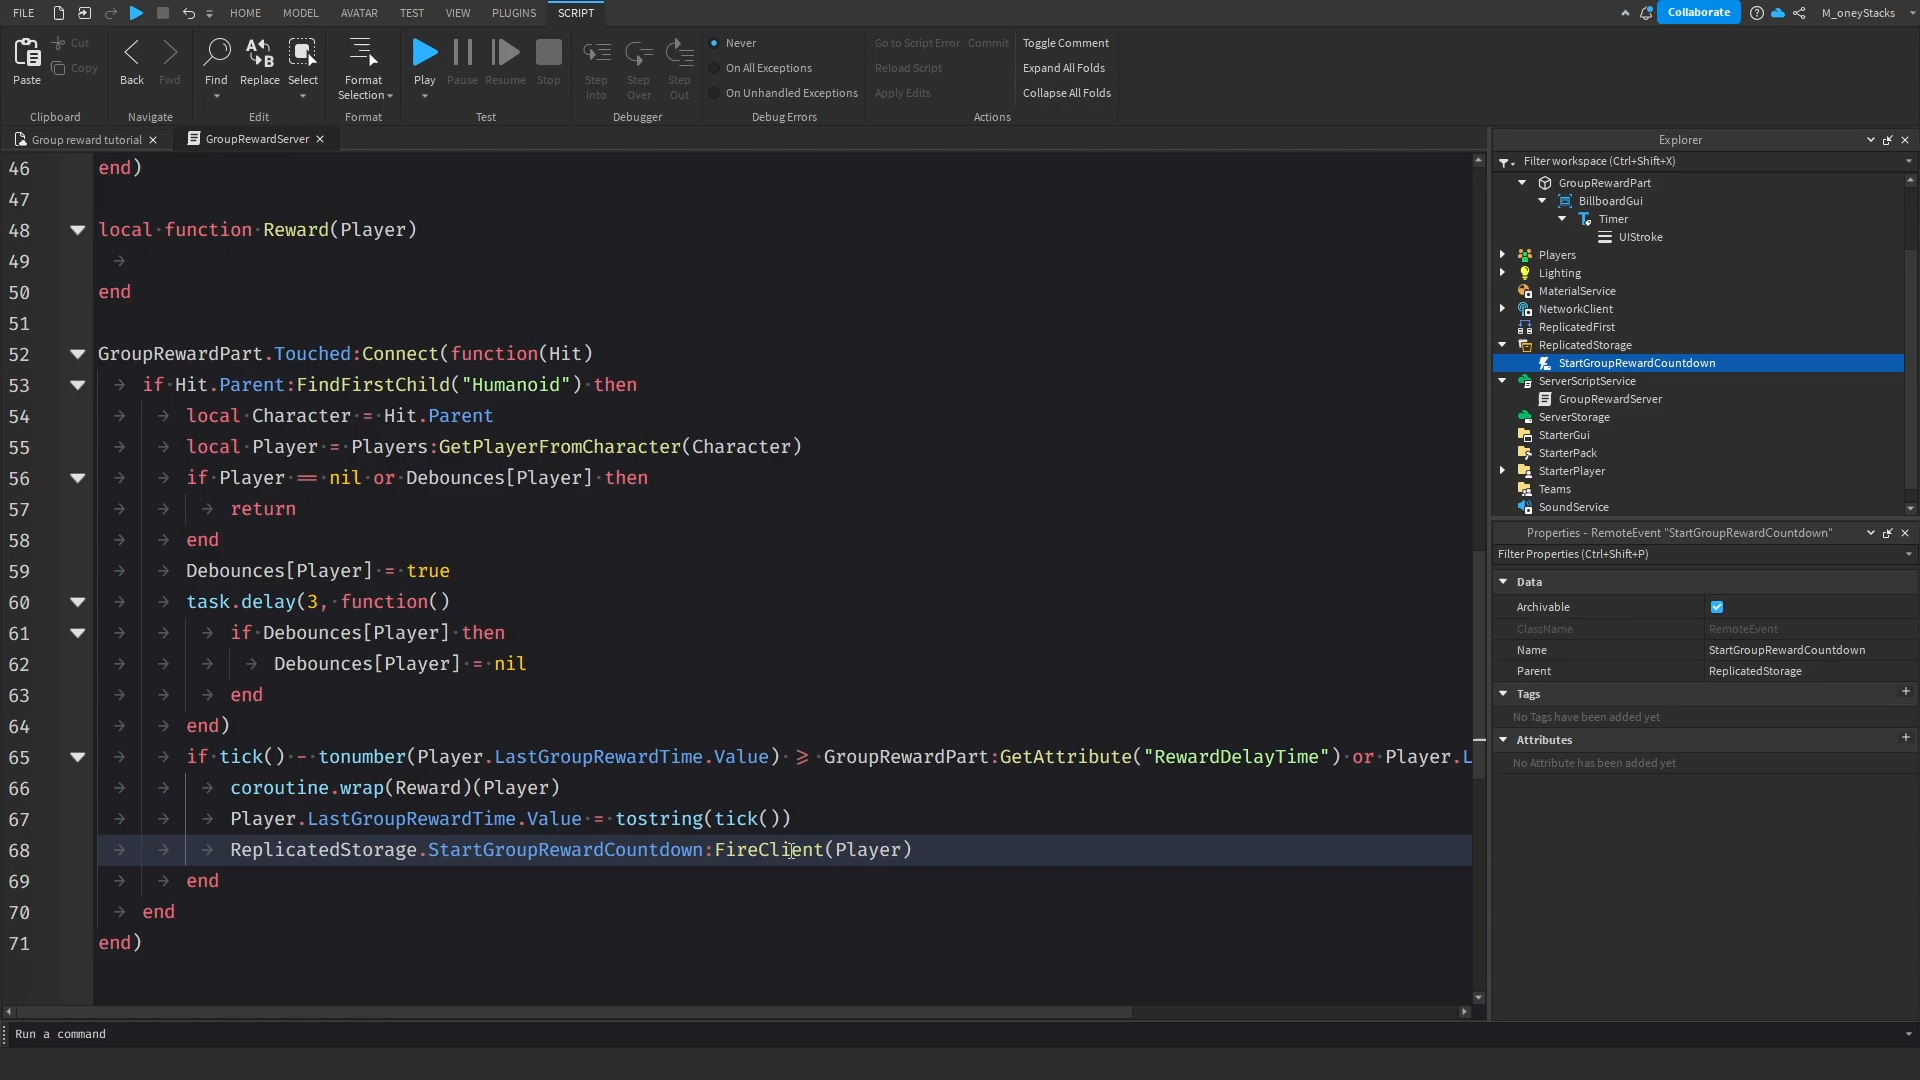 FILE HOME MODEL AVATAR TEST VIEW PLUGINS SCRIPT Collaborate M_oneyStacks
Paste Cut Copy
Clipboard
Back Fwd
Navigate
Find Replace Select
Edit
Format Selection
Format
Play Pause Resume Stop
Test
Step Into Step Over Step Out
Debugger
Never
On All Exceptions
On Unhandled Exceptions
Debug Errors
Go to Script Error Commit Toggle Comment
Reload Script Expand All Folds
Apply Edits Collapse All Folds
Actions
Group reward tutorial GroupRewardServer
46 end)
47
48 local function Reward(Player)
49
50 end
51
52 GroupRewardPart.Touched:Connect(function(Hit)
53 if Hit.Parent:FindFirstChild("Humanoid") then
54 local Character = Hit.Parent
55 local Player = Players:GetPlayerFromCharacter(Character)
56 if Player == nil or Debounces[Player] then
57 return
58 end
59 Debounces[Player] = true
60 task.delay(3, function()
61 if Debounces[Player] then
62 Debounces[Player] = nil
63 end
64 end)
65 if tick() - tonumber(Player.LastGroupRewardTime.Value) >= GroupRewardPart:GetAttribute("RewardDelayTime") or Player.L
66 coroutine.wrap(Reward)(Player)
67 Player.LastGroupRewardTime.Value = tostring(tick())
68 ReplicatedStorage.StartGroupRewardCountdown:FireClient(Player)
69 end
70 end
71 end)
Run a command
Explorer
Filter workspace (Ctrl+Shift+X)
GroupRewardPart
BillboardGui
Timer
UIStroke
Players
Lighting
MaterialService
NetworkClient
ReplicatedFirst
ReplicatedStorage
StartGroupRewardCountdown
ServerScriptService
GroupRewardServer
ServerStorage
StarterGui
StarterPack
StarterPlayer
Teams
SoundService
Properties - RemoteEvent "StartGroupRewardCountdown"
Filter Properties (Ctrl+Shift+P)
Data
Archivable
ClassName RemoteEvent
Name StartGroupRewardCountdown
Parent ReplicatedStorage
Tags +
No Tags have been added yet
Attributes +
No Attribute has been added yet